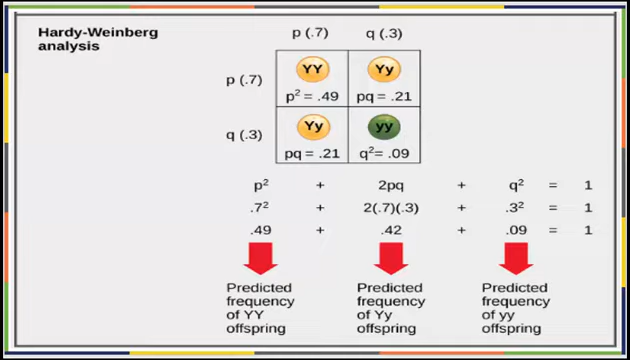 Hardy-Weinberg
analysis
p (.7) q (.3)
p (.7)
YY Yy
p² = .49 pq = .21
q (.3)
Yy yy
pq = .21 q²= .09
p² + 2pq + q² = 1
.7² + 2(.7)(.3) + .3² = 1
.49 + .42 + .09 = 1
Predicted
frequency
of YY
offspring
Predicted
frequency
of Yy
offspring
Predicted
frequency
of yy
offspring